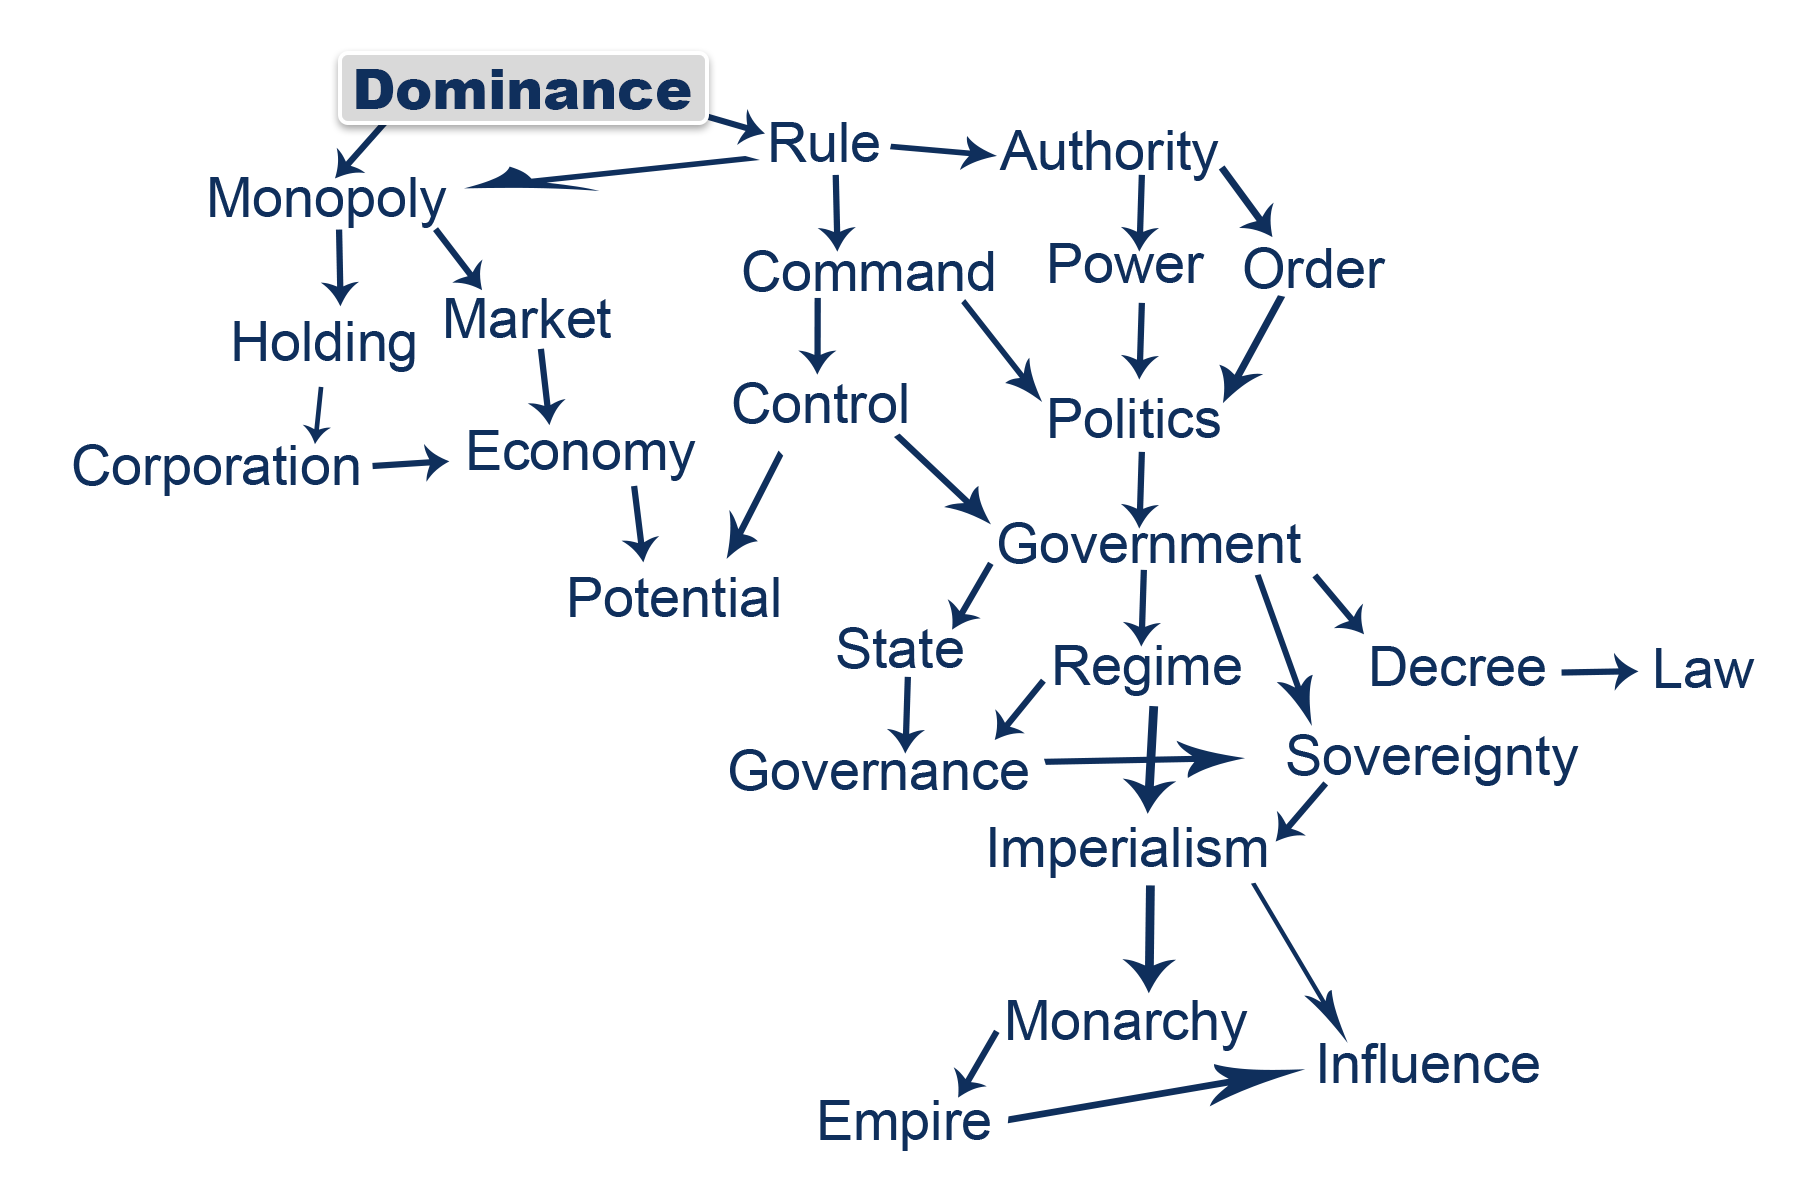 Dominance
Rule
Authority
Monopoly
Command
Power
Order
Holding
Market
Control
Politics
Corporation
Economy
Government
Potential
State
Regime
Decree
Law
Governance
Sovereignty
Imperialism
Monarchy
Influence
Empire